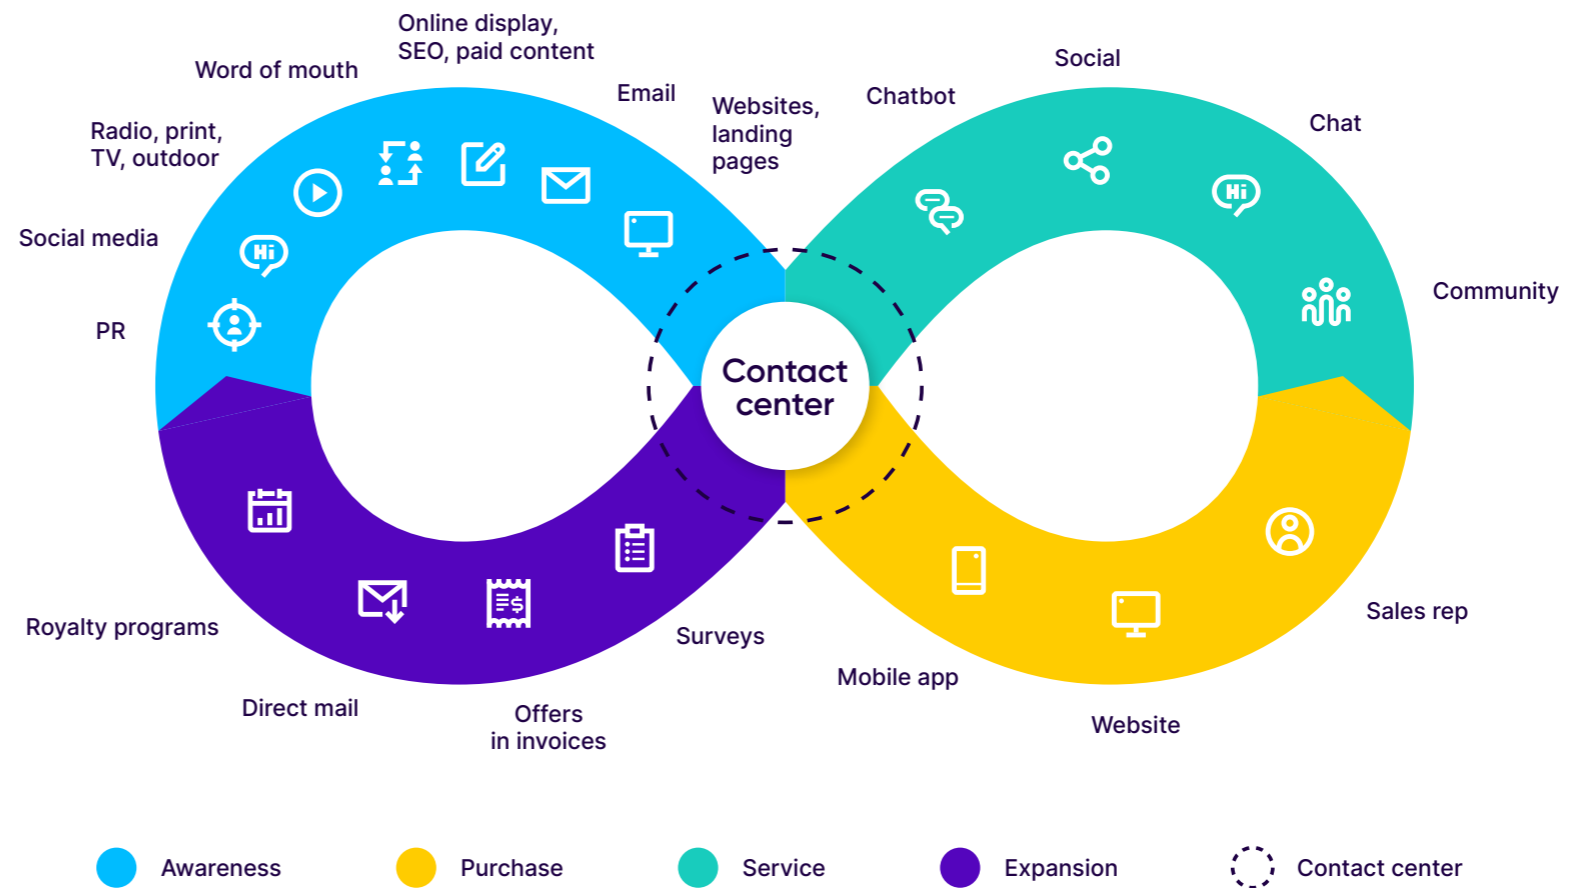 Online display,
SEO, paid content
Word of mouth
Email
Websites,
landing
pages
Radio, print,
TV, outdoor
Social media
PR
Hi
Chatbot
Social
Chat
Hi
Community
Contact
center
Royalty programs
Direct mail
Offers
in invoices
Surveys
$
Mobile app
Website
Sales rep
Awareness
Purchase
Service
Expansion
Contact center